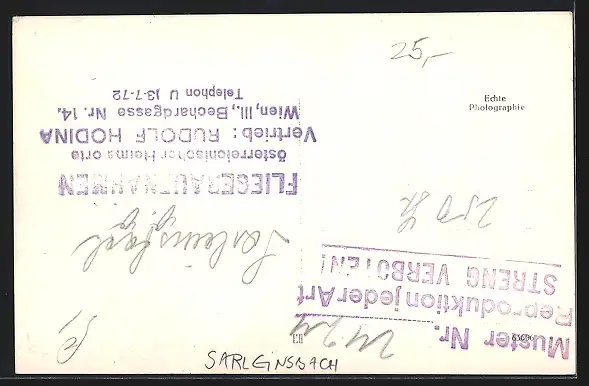 25,-
Echte
Photographie
FLIEGERAUFNAHMEN
österreichischer Heimatorte
Vertrieb: RUDOLF HODINA
Wien, III., Bechardgasse Nr. 14.
Telephon U 13-7-72
Muster Nr. 2424
Reproduktion jeder Art
STRENG VERBOTEN!
SARLEINSBACH